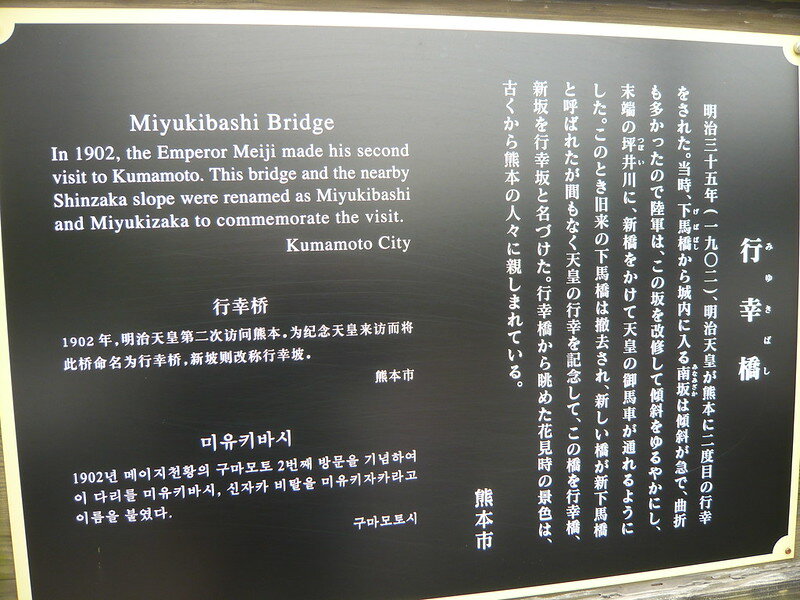 Miyukibashi Bridge
In 1902, the Emperor Meiji made his second
visit to Kumamoto. This bridge and the nearby
Shinzaka slope were renamed as Miyukibashi
and Miyukizaka to commemorate the visit.
Kumamoto City
行幸桥
1902年,明治天皇第二次访问熊本。为纪念天皇来访而将
此桥命名为行幸桥,新坡则改称行幸坡。
熊本市
미유키바시
1902년 메이지천황의 구마모토 2번째 방문을 기념하여
이 다리를 미유키바시, 신자카 비탈을 미유키자카라고
이름을 붙였다.
구마모토시
行幸橋
みゆきばし
明治三十五年(一九〇二)、明治天皇が熊本に二度目の行幸
をされた。当時、下馬橋から城内に入る南坂は傾斜が急で、曲折
げばばし
みなみざか
も多かったので陸軍は、この坂を改修して傾斜をゆるやかにし、
末端の坪井川に、新橋をかけて天皇の御馬車が通れるように
つぼい
した。このとき旧来の下馬橋は撤去され、新しい橋が新下馬橋
と呼ばれたが間もなく天皇の行幸を記念して、この橋を行幸橋、
新坂を行幸坂と名づけた。行幸橋から眺めた花見時の景色は、
古くから熊本の人々に親しまれている。
熊本市